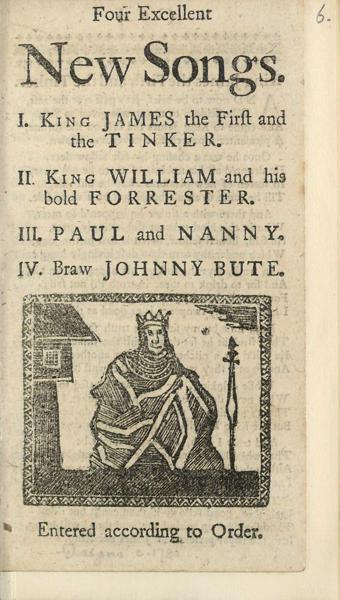 Four Excellent
6.
New Songs.
I. KING JAMES the Firſt and
the TINKER.
II. KING WILLIAM and his
bold FORRESTER.
III. PAUL and NANNY.
IV. Braw JOHNNY BUTE.
Entered according to Order.